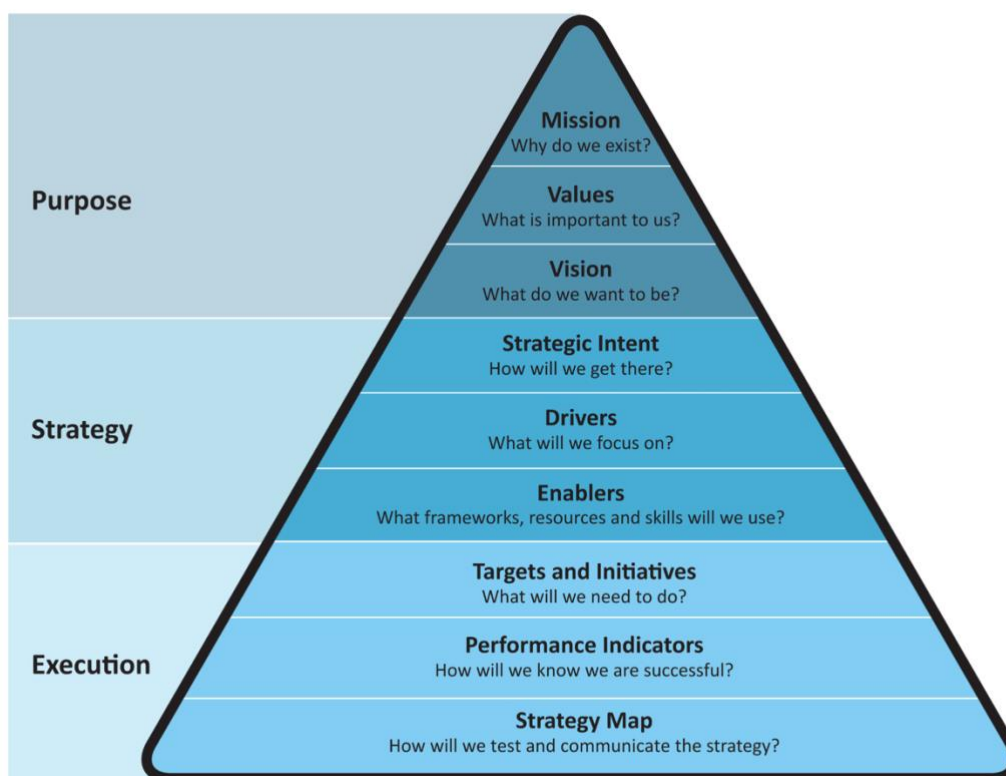 Mission
Why do we exist?
Purpose
Values
What is important to us?
Vision
What do we want to be?
Strategic Intent
How will we get there?
Strategy
Drivers
What will we focus on?
Enablers
What frameworks, resources and skills will we use?
Targets and Initiatives
What will we need to do?
Execution
Performance Indicators
How will we know we are successful?
Strategy Map
How will we test and communicate the strategy?